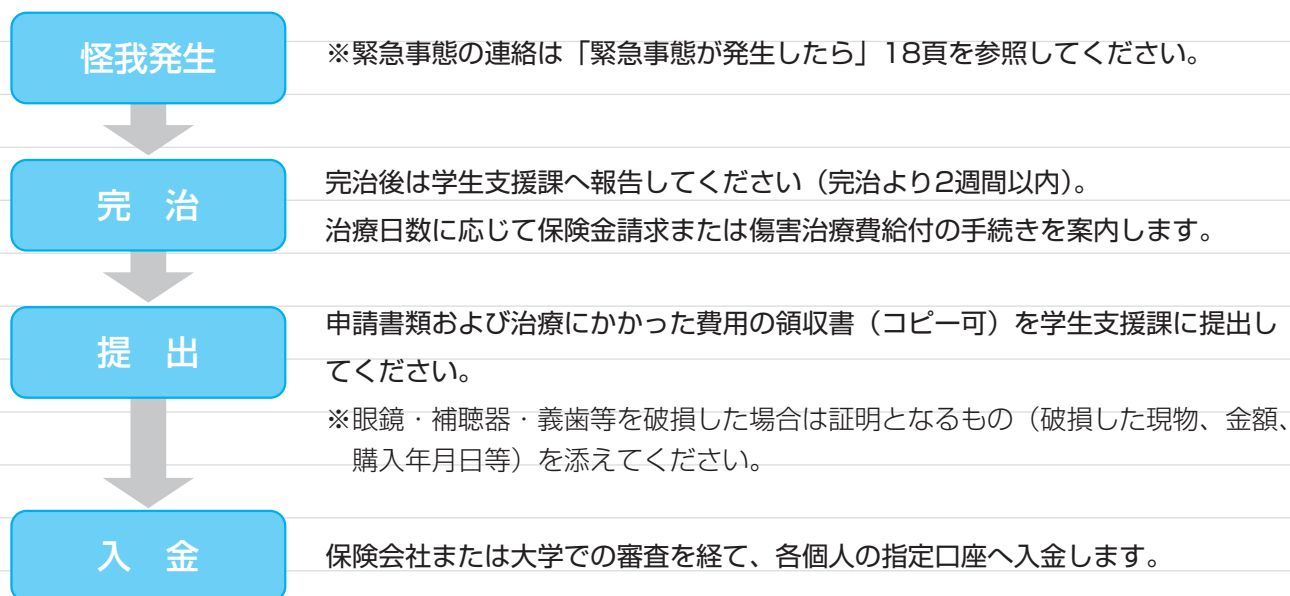 怪我発生
※緊急事態の連絡は「緊急事態が発生したら」18頁を参照してください。
完　治
完治後は学生支援課へ報告してください（完治より2週間以内）。
治療日数に応じて保険金請求または傷害治療費給付の手続きを案内します。
提　出
申請書類および治療にかかった費用の領収書（コピー可）を学生支援課に提出し
てください。
※眼鏡・補聴器・義歯等を破損した場合は証明となるもの（破損した現物、金額、
購入年月日等）を添えてください。
入　金
保険会社または大学での審査を経て、各個人の指定口座へ入金します。